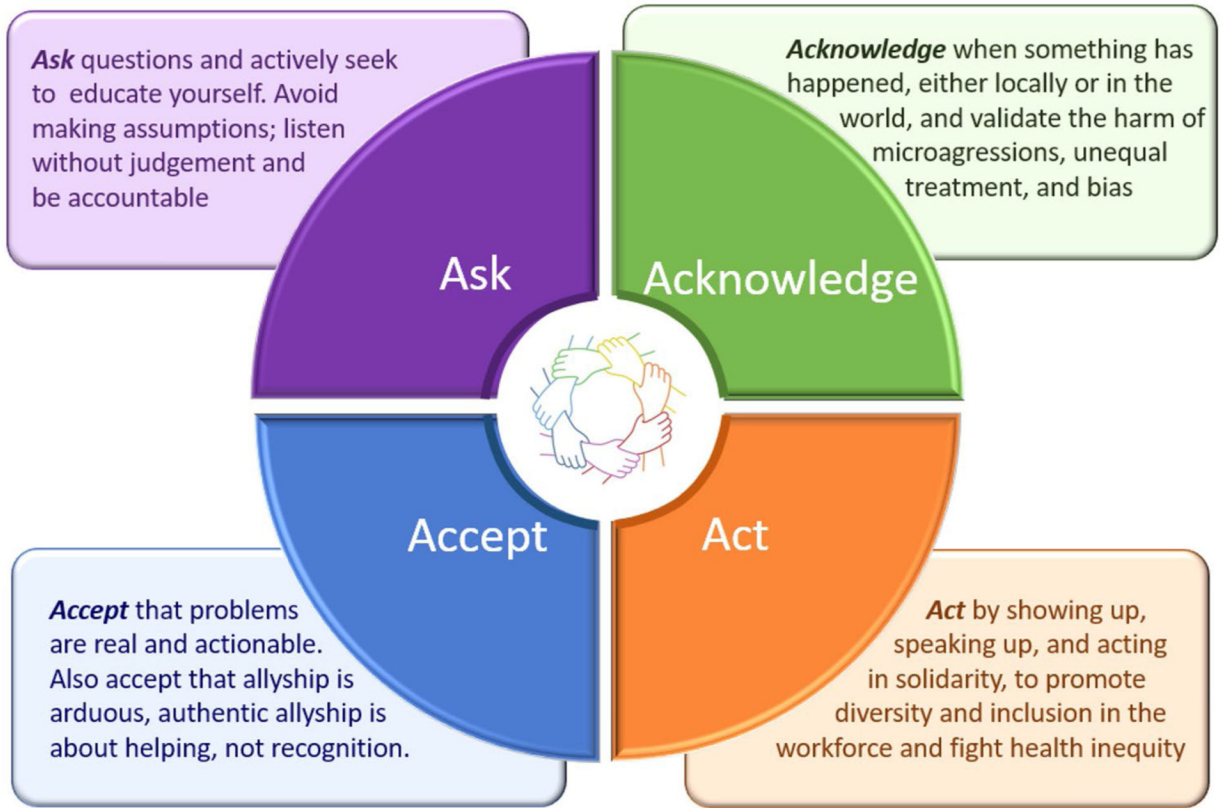 Ask questions and actively seek
to educate yourself. Avoid
making assumptions; listen
without judgement and
be accountable
Acknowledge when something has
happened, either locally or in the
world, and validate the harm of
microagressions, unequal
treatment, and bias
Ask
Acknowledge
Accept
Act
Accept that problems
are real and actionable.
Also accept that allyship is
arduous, authentic allyship is
about helping, not recognition.
Act by showing up,
speaking up, and acting
in solidarity, to promote
diversity and inclusion in the
workforce and fight health inequity